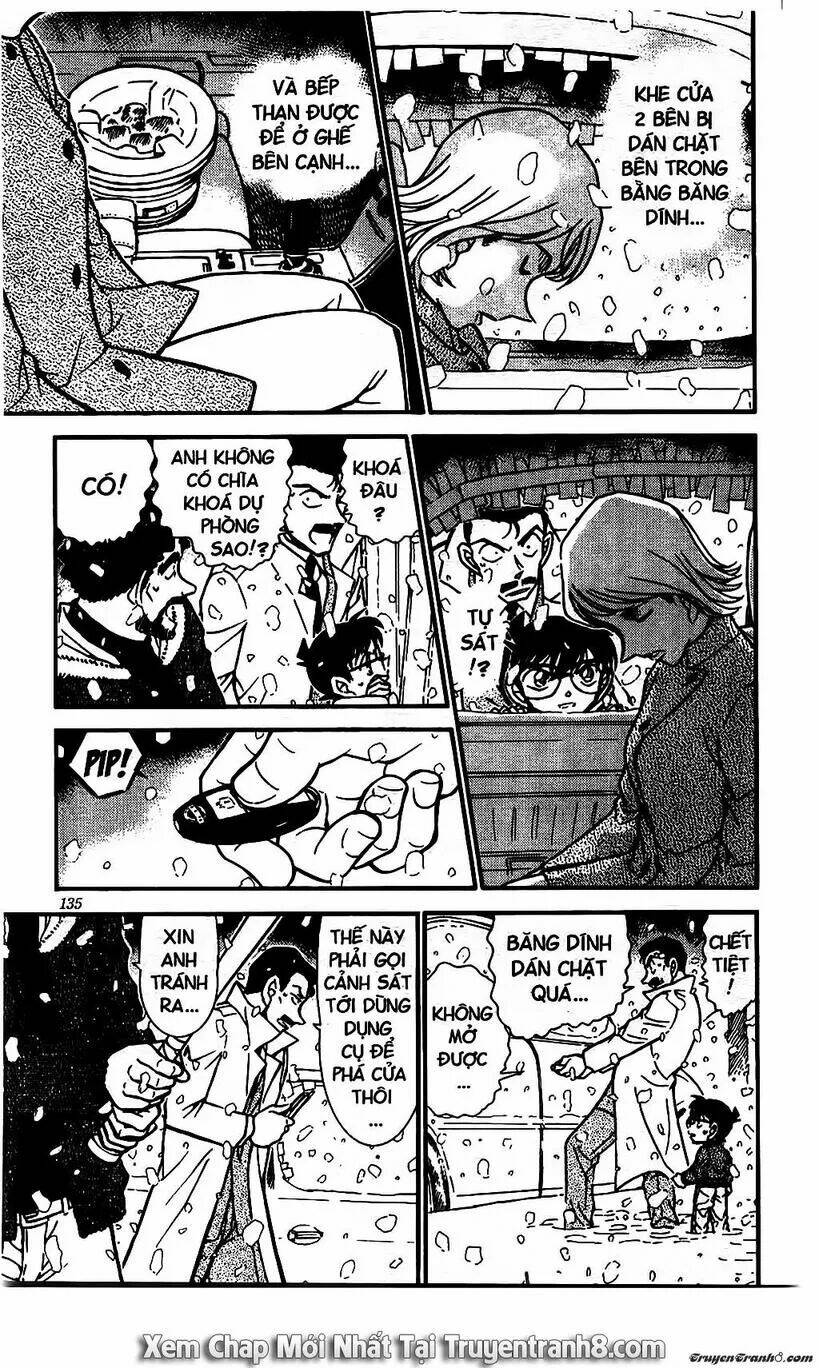 KHE CỬA
2 BÊN BỊ
DÁN CHẶT
BÊN TRONG
BẰNG BĂNG
DÍNH...
VÀ BẾP
THAN ĐƯỢC
ĐỂ Ở GHẾ
BÊN CẠNH...
TỰ
SÁT
!?
KHOÁ
ĐÂU
?
ANH KHÔNG
CÓ CHÌA
KHOÁ DỰ
PHÒNG
SAO!?
CÓ!
PIP!
135
CHẾT
TIỆT
!
BĂNG DÍNH
DÁN CHẶT
QUÁ...
KHÔNG
MỞ
ĐƯỢC
...
THẾ NÀY
PHẢI GỌI
CẢNH SÁT
TỚI DÙNG
DỤNG
CỤ ĐỂ
PHÁ CỬA
THÔI
...
XIN
ANH
TRÁNH
RA...
Xem Chap Mới Nhất Tại Truyentranh8.com
TruyenTranh8.com